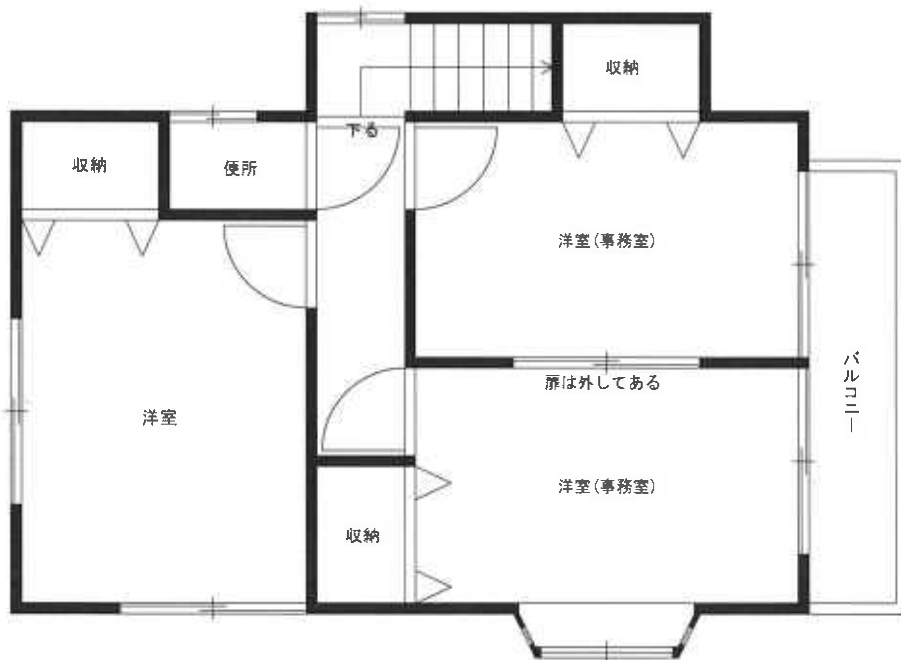 収納
下る
収納
便所
洋室(事務室)
バルコニー
扉は外してある
洋室
洋室(事務室)
収納